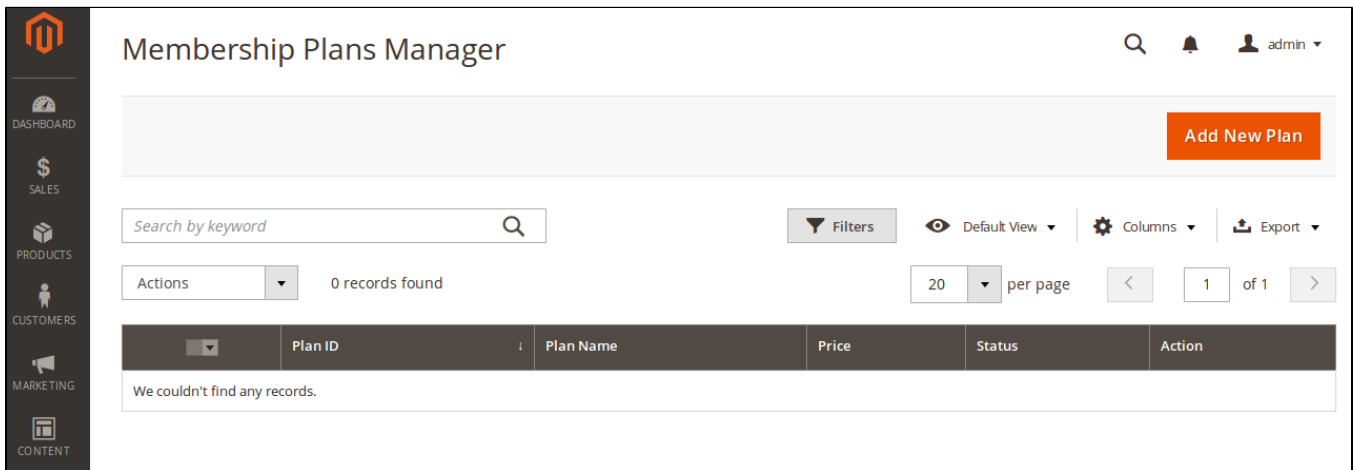 Membership Plans Manager
admin
DASHBOARD
Add New Plan
SALES
Search by keyword
Filters
Default View
Columns
Export
PRODUCTS
Actions
0 records found
20
per page
1
of 1
CUSTOMERS
Plan ID ↓
Plan Name
Price
Status
Action
MARKETING
We couldn't find any records.
CONTENT